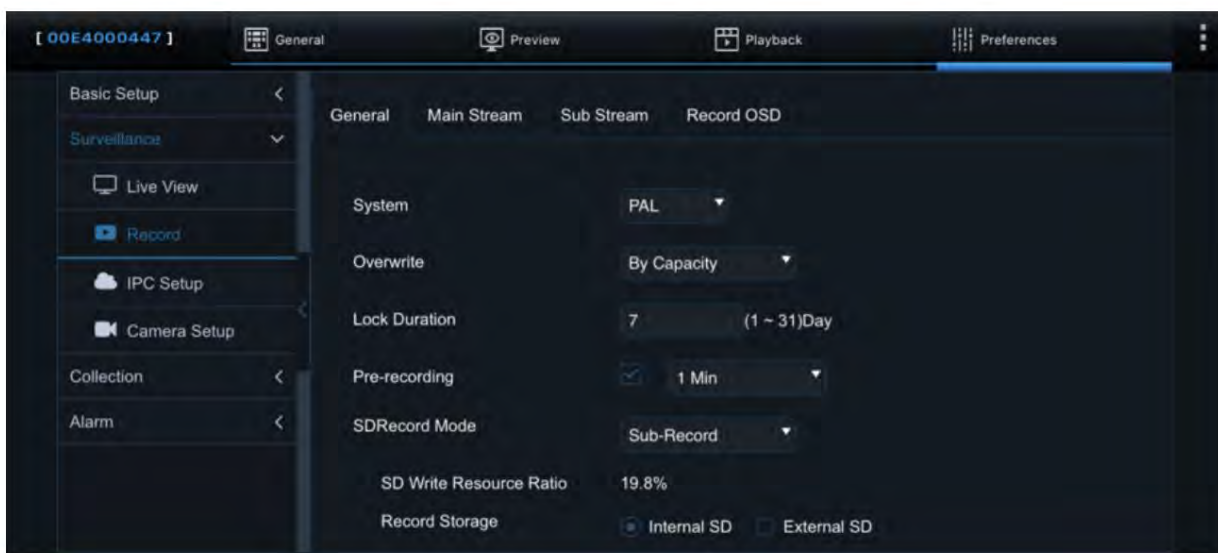 [ 00E4000447 ] General Preview Playback Preferences
Basic Setup
General Main Stream Sub Stream Record OSD
Surveillance
Live View
System PAL
Record
Overwrite By Capacity
IPC Setup
Lock Duration 7 (1 ~ 31)Day
Camera Setup
Collection
Pre-recording 1 Min
Alarm
SDRecord Mode Sub-Record
SD Write Resource Ratio 19.8%
Record Storage Internal SD External SD